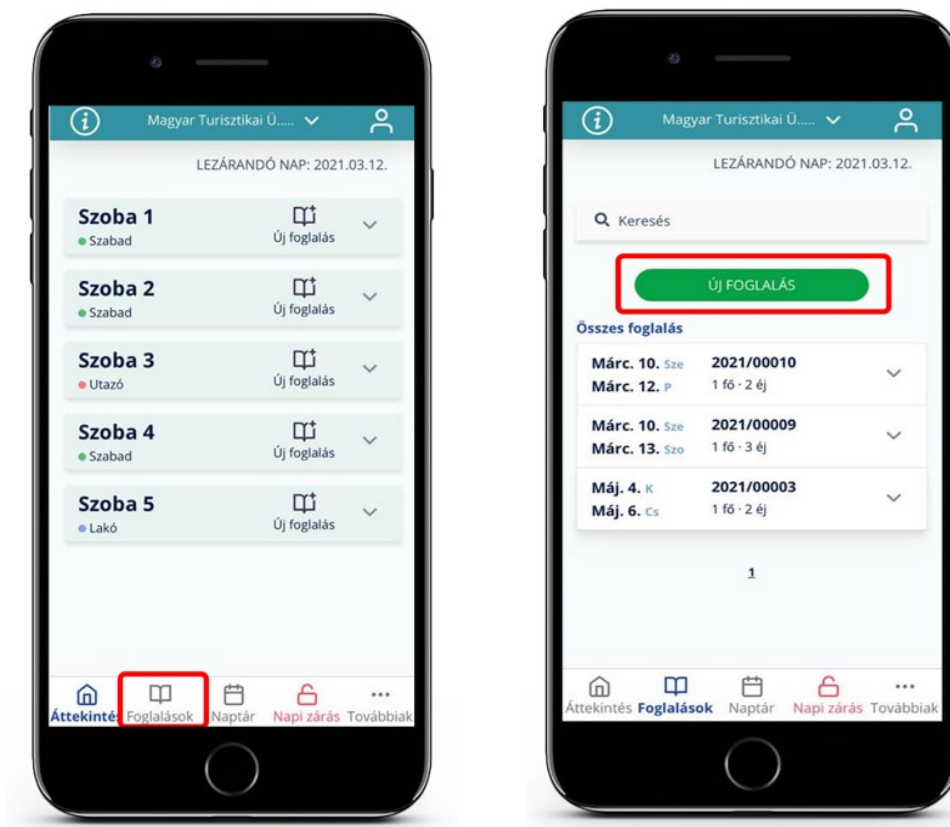 Magyar Turisztikai Ü.....
LEZÁRANDÓ NAP: 2021.03.12.
Szoba 1
Szabad
Új foglalás
Szoba 2
Szabad
Új foglalás
Szoba 3
Utazó
Új foglalás
Szoba 4
Szabad
Új foglalás
Szoba 5
Lakó
Új foglalás
Áttekintés Foglalások Naptár Napi zárás Továbbiak
Magyar Turisztikai Ü.....
LEZÁRANDÓ NAP: 2021.03.12.
Keresés
ÚJ FOGLALÁS
Összes foglalás
Márc. 10. Sze 2021/00010
Márc. 12. P 1 fő · 2 éj
Márc. 10. Sze 2021/00009
Márc. 13. Szo 1 fő · 3 éj
Máj. 4. K 2021/00003
Máj. 6. Cs 1 fő · 2 éj
1
Áttekintés Foglalások Naptár Napi zárás Továbbiak